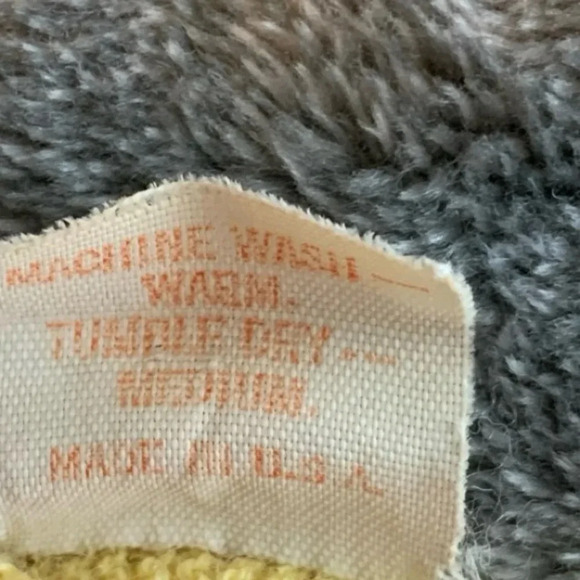 MACHINE WASH —
WARM.
TUMBLE DRY —
MEDIUM.
MADE IN U.S.A.